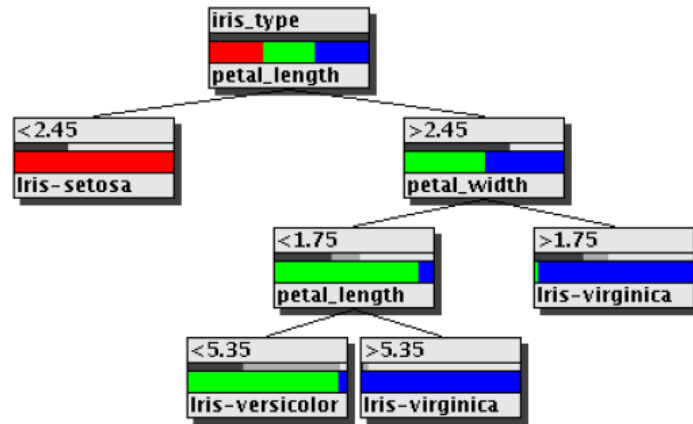 iris_type
petal_length
<2.45
Iris-setosa
>2.45
petal_width
<1.75
petal_length
>1.75
Iris-virginica
<5.35
Iris-versicolor
>5.35
Iris-virginica